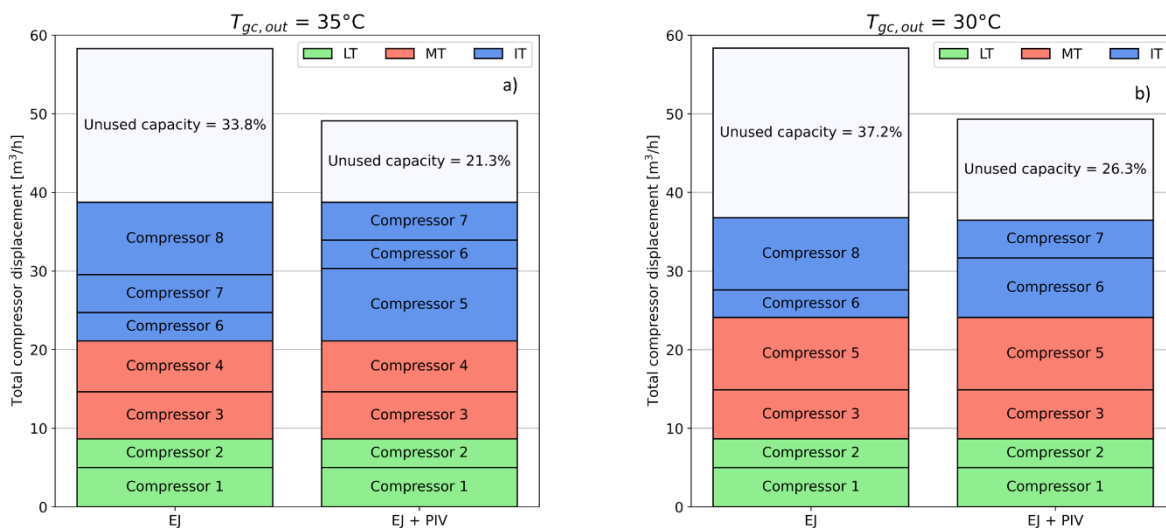 T_gc,out = 35°C
Total compressor displacement [m³/h]
60
50
40
30
20
10
0
LT MT IT
a)
Unused capacity = 33.8%
Compressor 8
Compressor 7
Compressor 6
Compressor 4
Compressor 3
Compressor 2
Compressor 1
EJ
Unused capacity = 21.3%
Compressor 7
Compressor 6
Compressor 5
Compressor 4
Compressor 3
Compressor 2
Compressor 1
EJ + PIV
T_gc,out = 30°C
Total compressor displacement [m³/h]
60
50
40
30
20
10
0
LT MT IT
b)
Unused capacity = 37.2%
Compressor 8
Compressor 6
Compressor 5
Compressor 3
Compressor 2
Compressor 1
EJ
Unused capacity = 26.3%
Compressor 7
Compressor 6
Compressor 5
Compressor 3
Compressor 2
Compressor 1
EJ + PIV